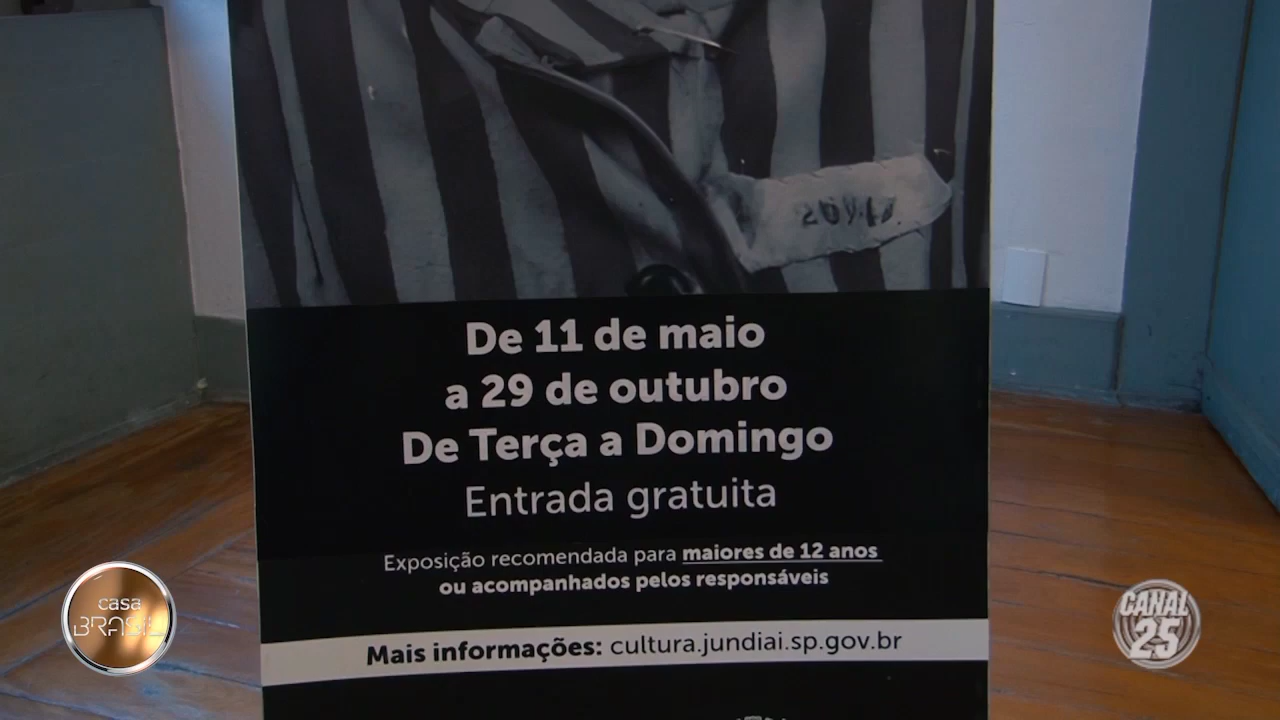 De 11 de maio
a 29 de outubro
De Terça a Domingo
Entrada gratuita
Exposição recomendada para maiores de 12 anos
ou acompanhados pelos responsáveis
Mais informações: cultura.jundiai.sp.gov.br
casa
BRASIL
CANAL
25